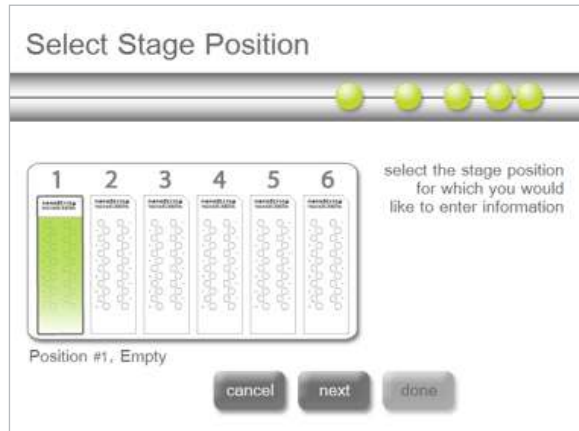 Select Stage Position
1 2 3 4 5 6
select the stage position
for which you would
like to enter information
Position #1, Empty
cancel next done